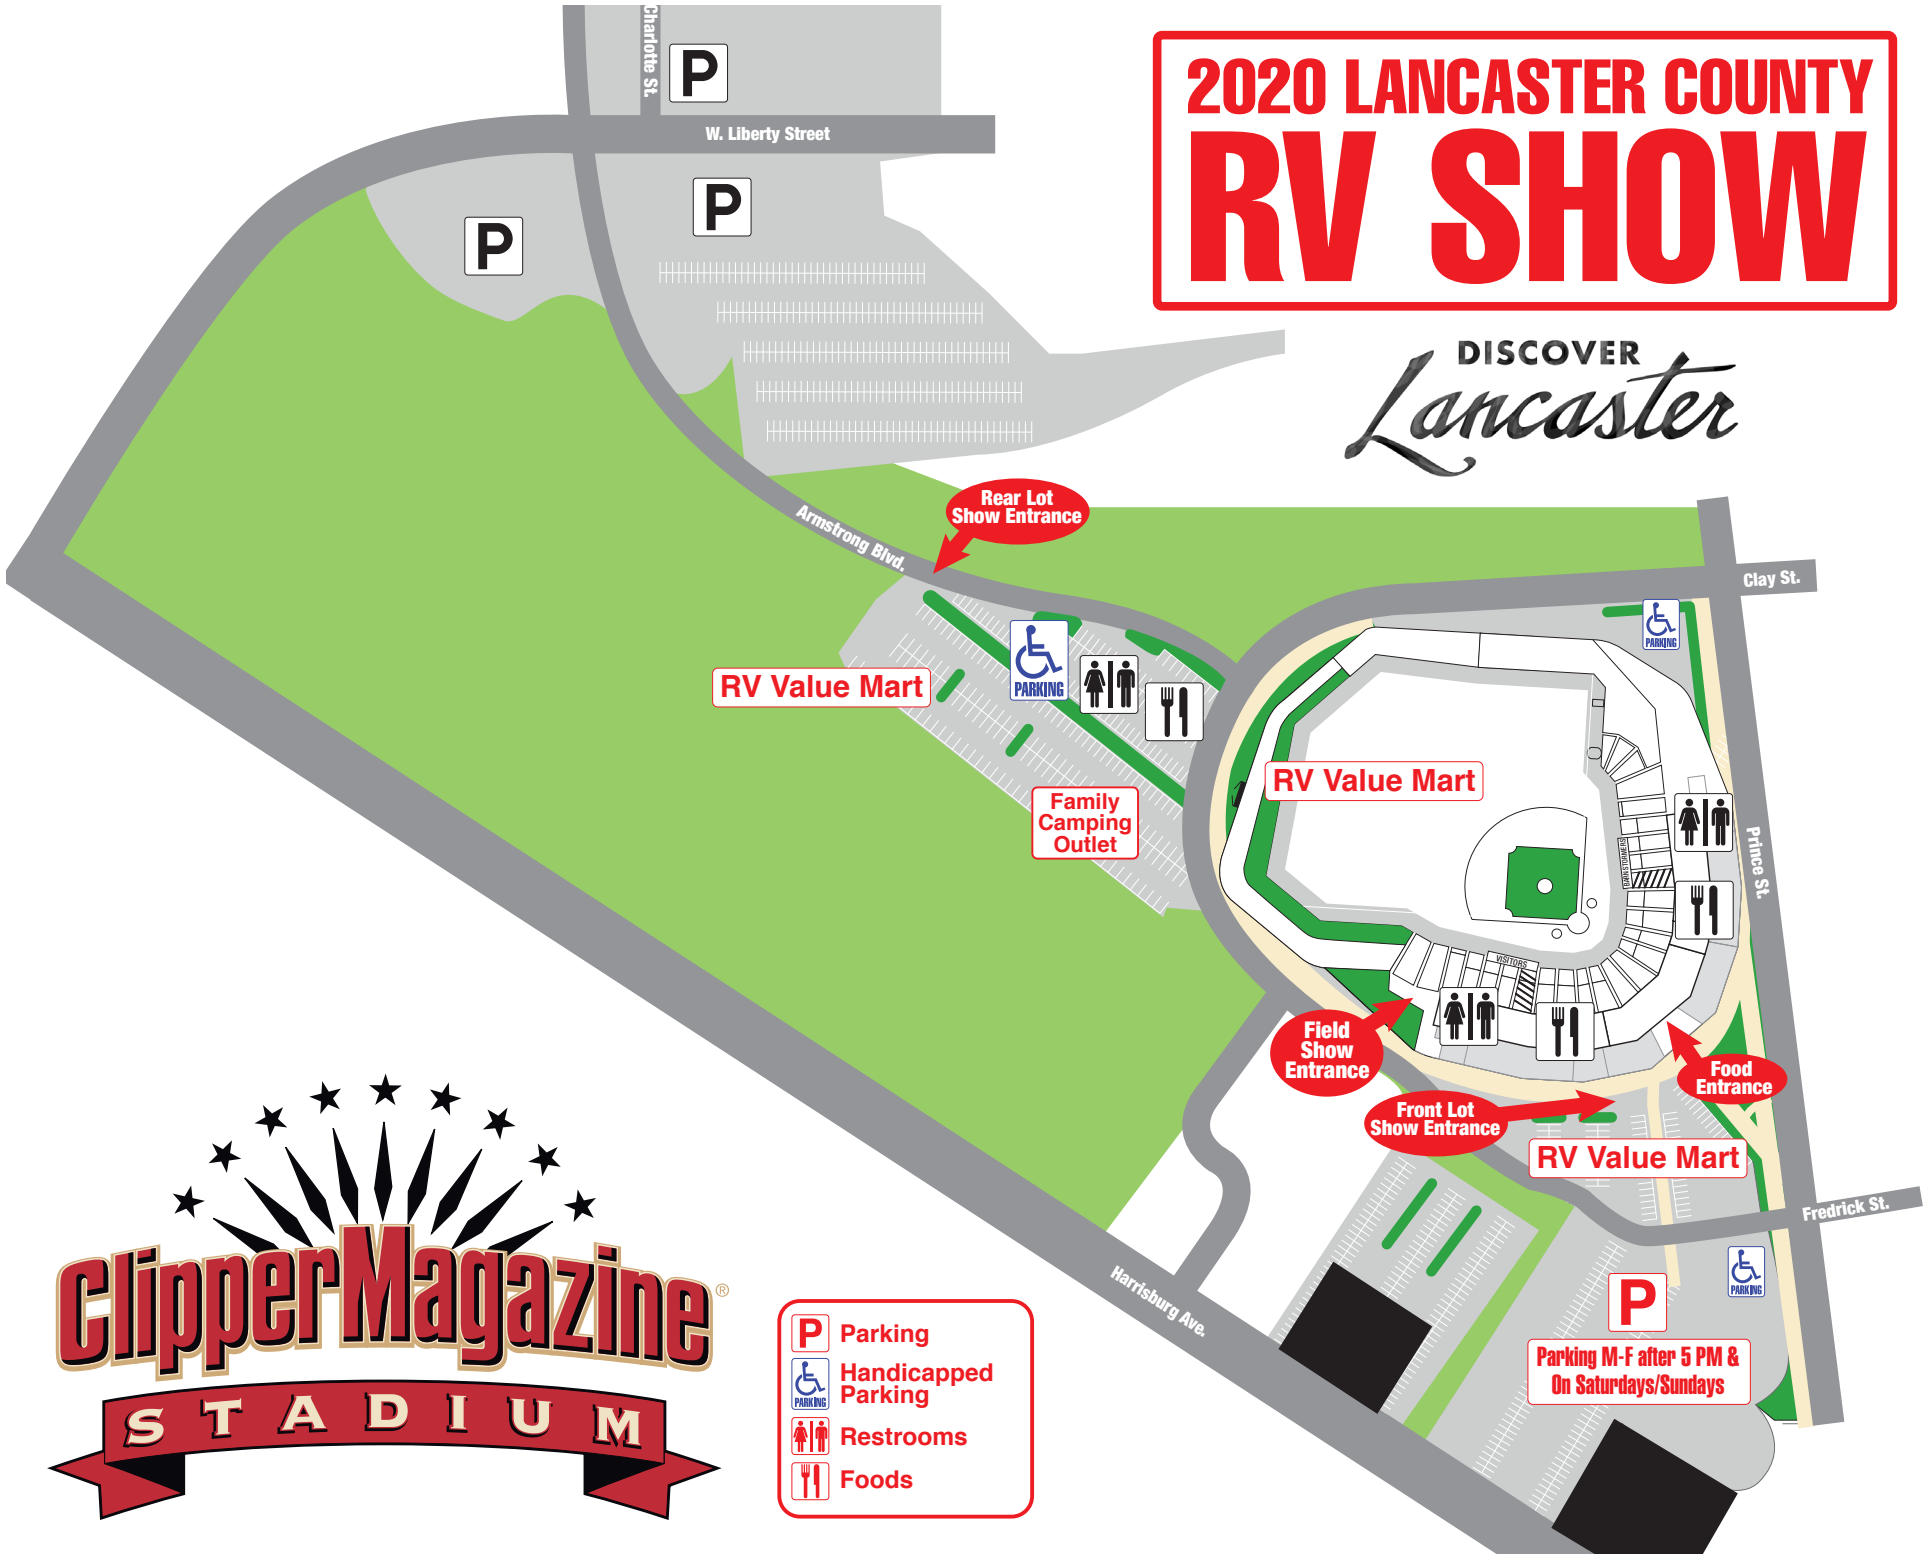 Charlotte St.
P
W. Liberty Street
P
P
2020 LANCASTER COUNTY
RV SHOW
DISCOVER
Lancaster
Rear Lot
Show Entrance
Armstrong Blvd.
Clay St.
PARKING
PARKING
RV Value Mart
RV Value Mart
Family
Camping
Outlet
BARNSTORMERS
Prince St.
VISITORS
Field
Show
Entrance
Food
Entrance
Front Lot
Show Entrance
RV Value Mart
Fredrick St.
PARKING
Harrisburg Ave.
P
Parking M-F after 5 PM &
On Saturdays/Sundays
ClipperMagazine®
STADIUM
P Parking
PARKING
Handicapped
Parking
Restrooms
Foods